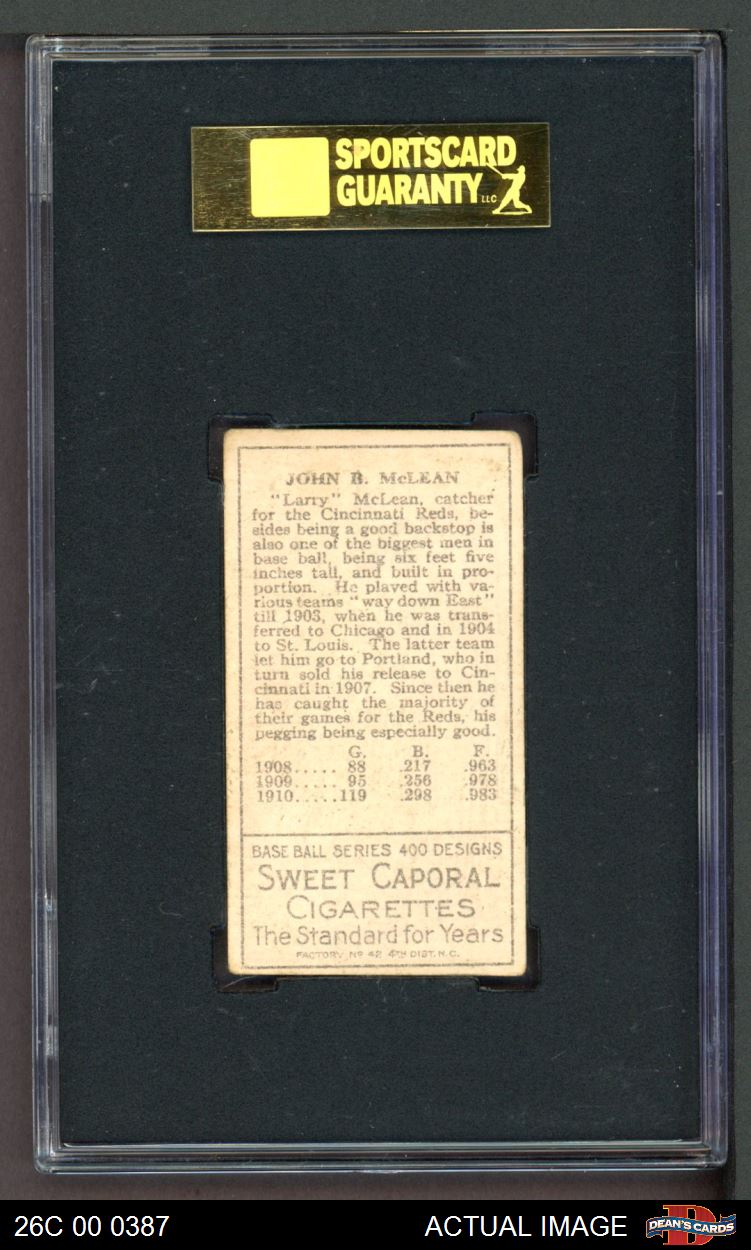 SPORTSCARD
GUARANTY LLC
JOHN B. McLEAN
"Larry" McLean, catcher
for the Cincinnati Reds, be-
sides being a good backstop is
also one of the biggest men in
base ball, being six feet five
inches tall, and built in pro-
portion. He played with va-
rious teams "way down East"
till 1903, when he was trans-
ferred to Chicago and in 1904
to St. Louis. The latter team
let him go to Portland, who in
turn sold his release to Cin-
cinnati in 1907. Since then he
has caught the majority of
their games for the Reds, his
pegging being especially good.
G. B. F.
1908..... 88 .217 .963
1909..... 95 .256 .978
1910.....119 .298 .983
BASE BALL SERIES 400 DESIGNS
SWEET CAPORAL
CIGARETTES
The Standard for Years
FACTORY NO 42 4TH DIST. N.C.
26C 00 0387 ACTUAL IMAGE DEAN'S CARDS